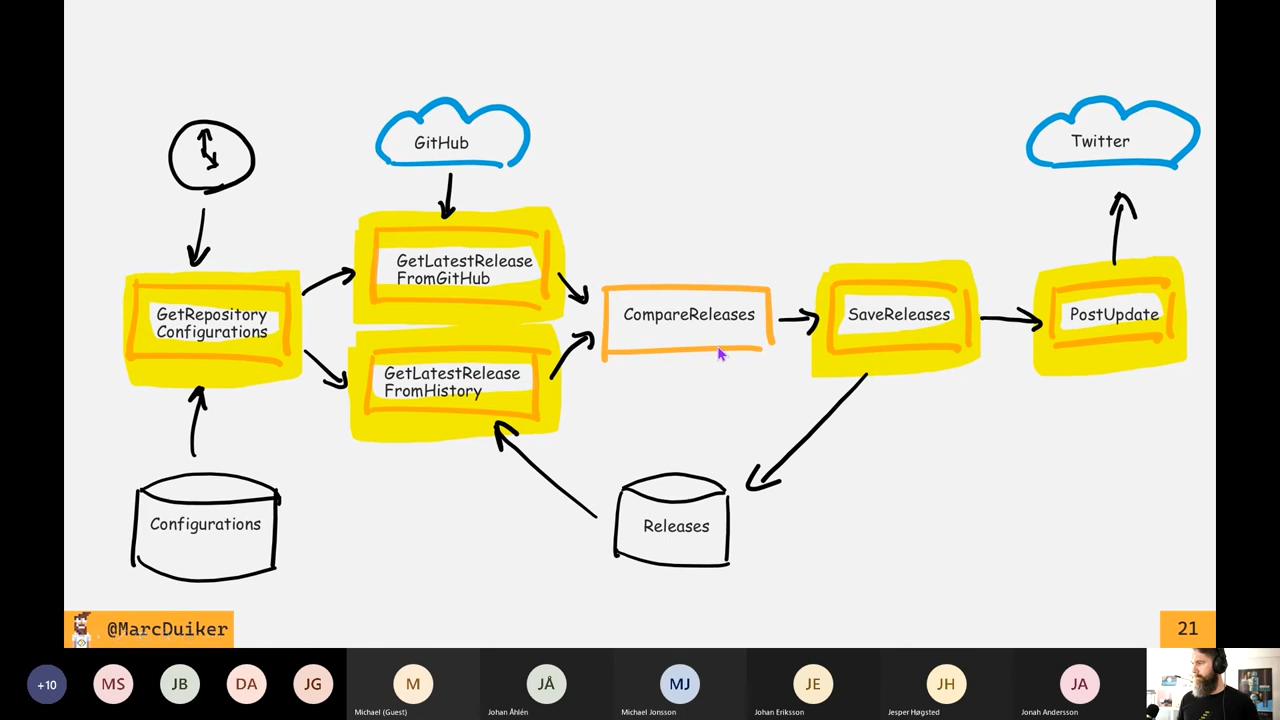 GitHub
Twitter
GetLatestRelease
FromGitHub
GetRepository
Configurations
CompareReleases
SaveReleases
PostUpdate
GetLatestRelease
FromHistory
Configurations
Releases
@MarcDuiker
21
+10
MS
JB
DA
JG
M
JÅ
MJ
JE
JH
JA
Michael (Guest)
Johan Åhlén
Michael Jonsson
Johan Eriksson
Jesper Høgsted
Jonah Andersson